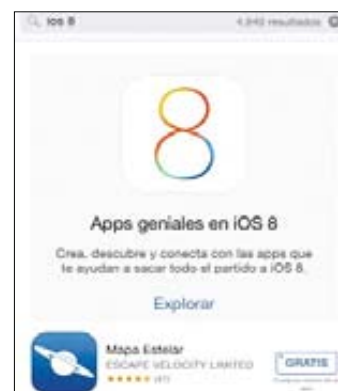 ios 8 4.942 resultados
8
Apps geniales en iOS 8
Crea, descubre y conecta con las apps que
te ayudan a sacar todo el partido a iOS 8.
Explorar
Mapa Estelar
ESCAPE VELOCITY LIMITED
GRATIS